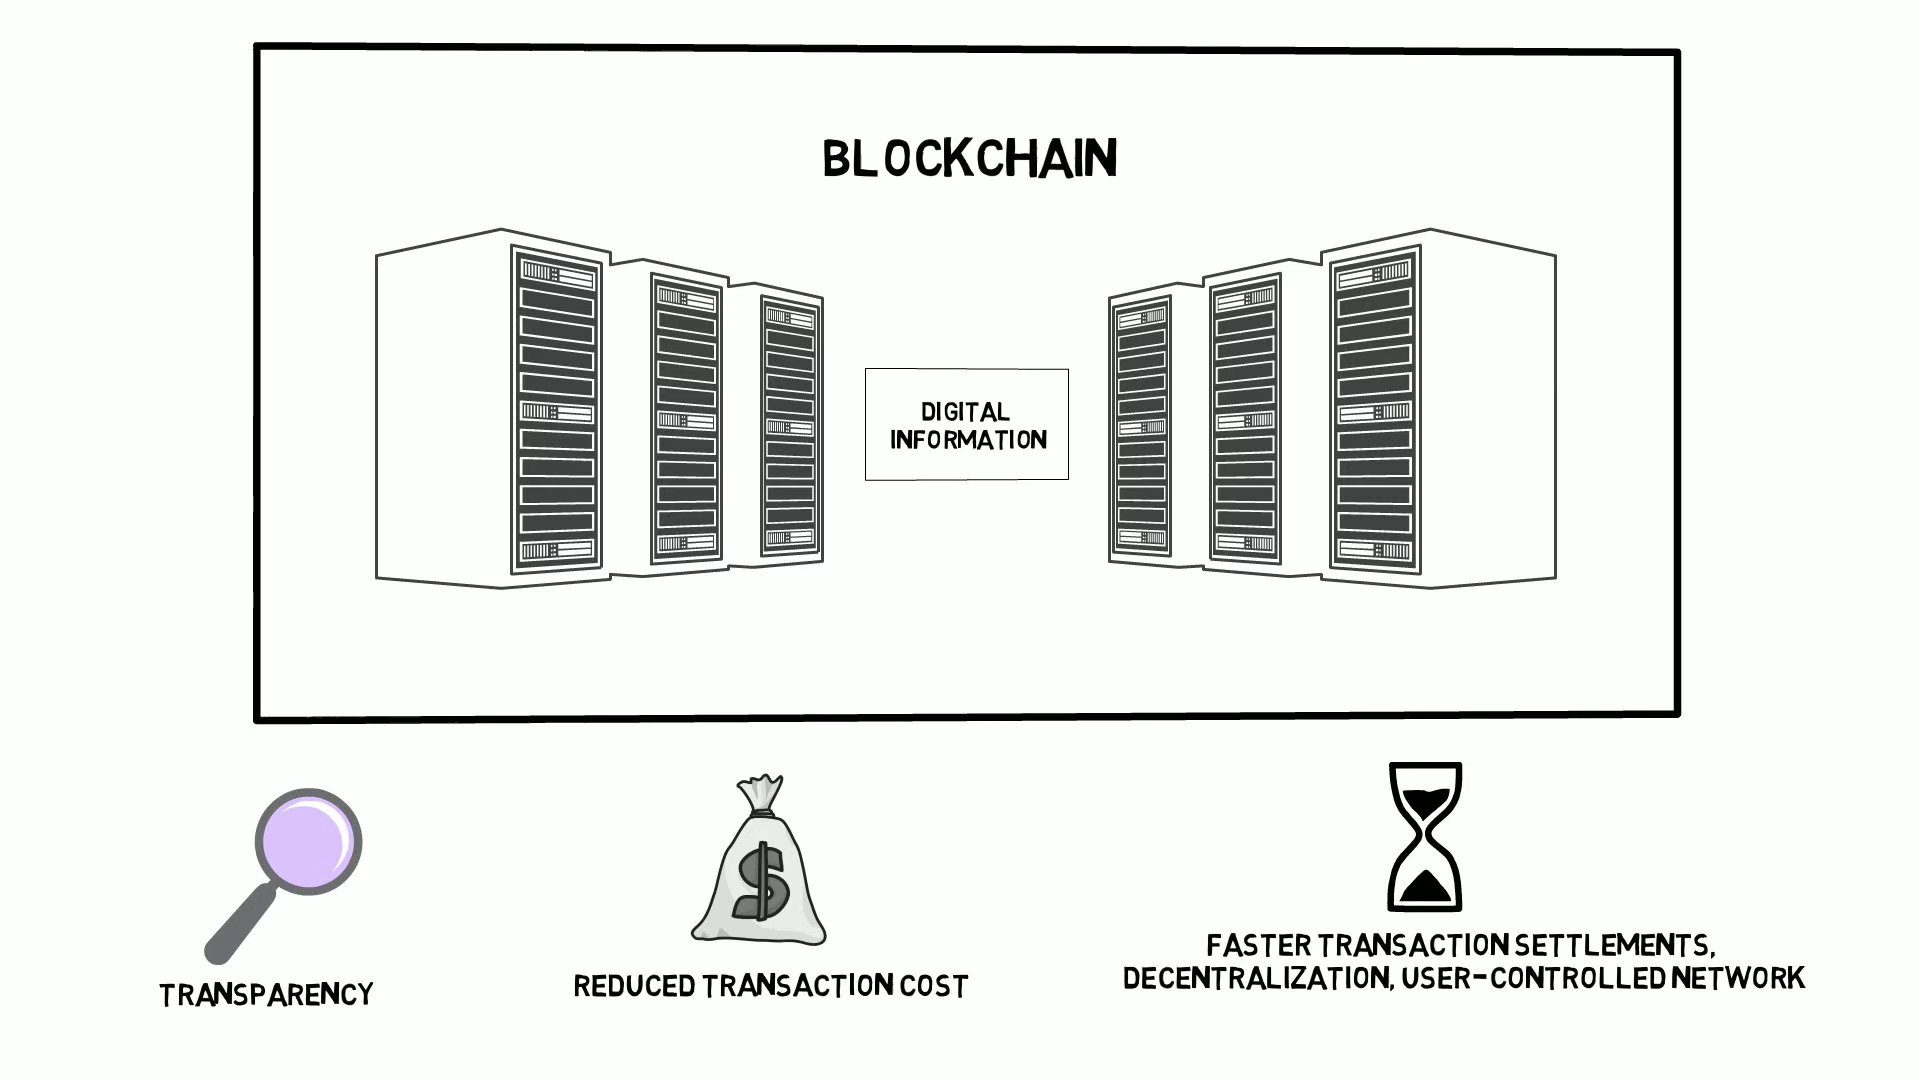 BLOCKCHAIN
DIGITAL
INFORMATION
TRANSPARENCY
REDUCED TRANSACTION COST
FASTER TRANSACTION SETTLEMENTS,
DECENTRALIZATION, USER-CONTROLLED NETWORK